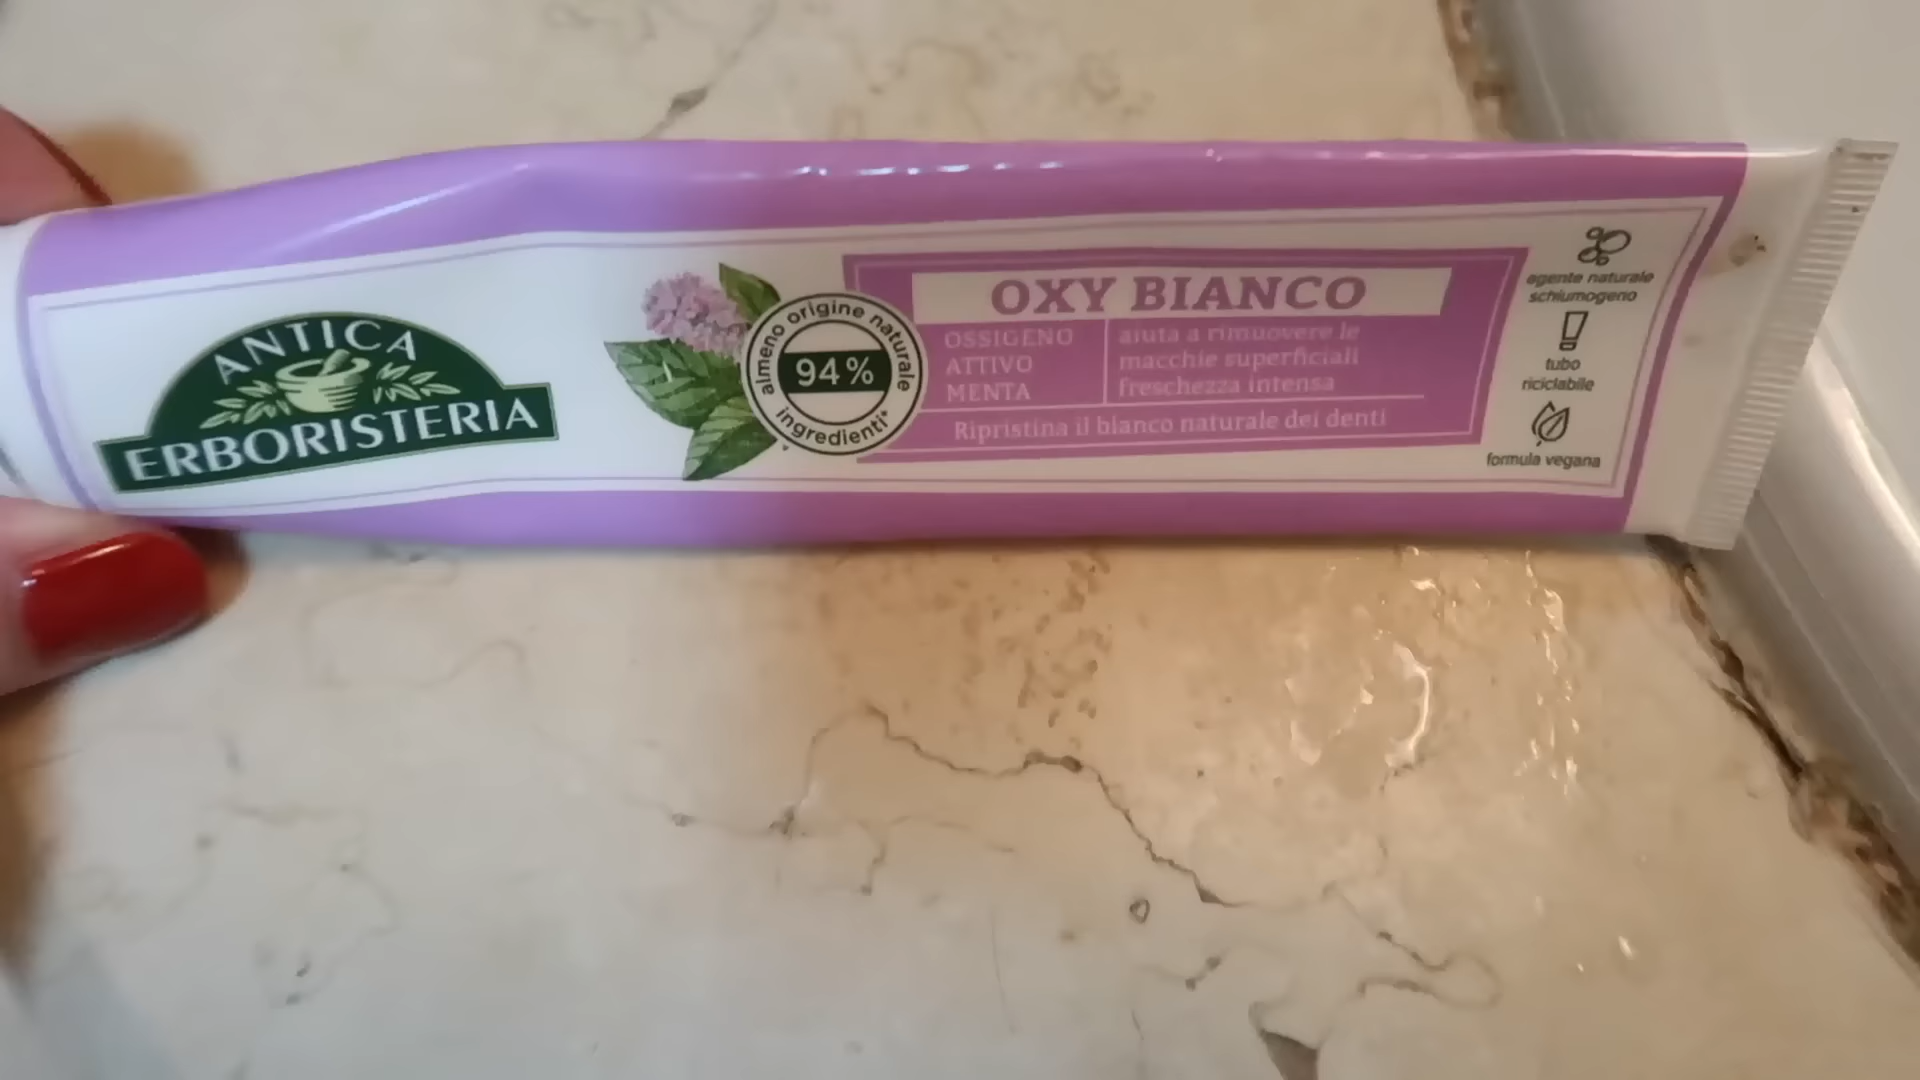 ANTICA
ERBORISTERIA
almeno origine naturale
94%
ingredienti*
OXY BIANCO
OSSIGENO
ATTIVO
MENTA
aiuta a rimuovere le
macchie superficiali
freschezza intensa
Ripristina il bianco naturale dei denti
agente naturale
schiumogeno
tubo
riciclabile
formula vegana